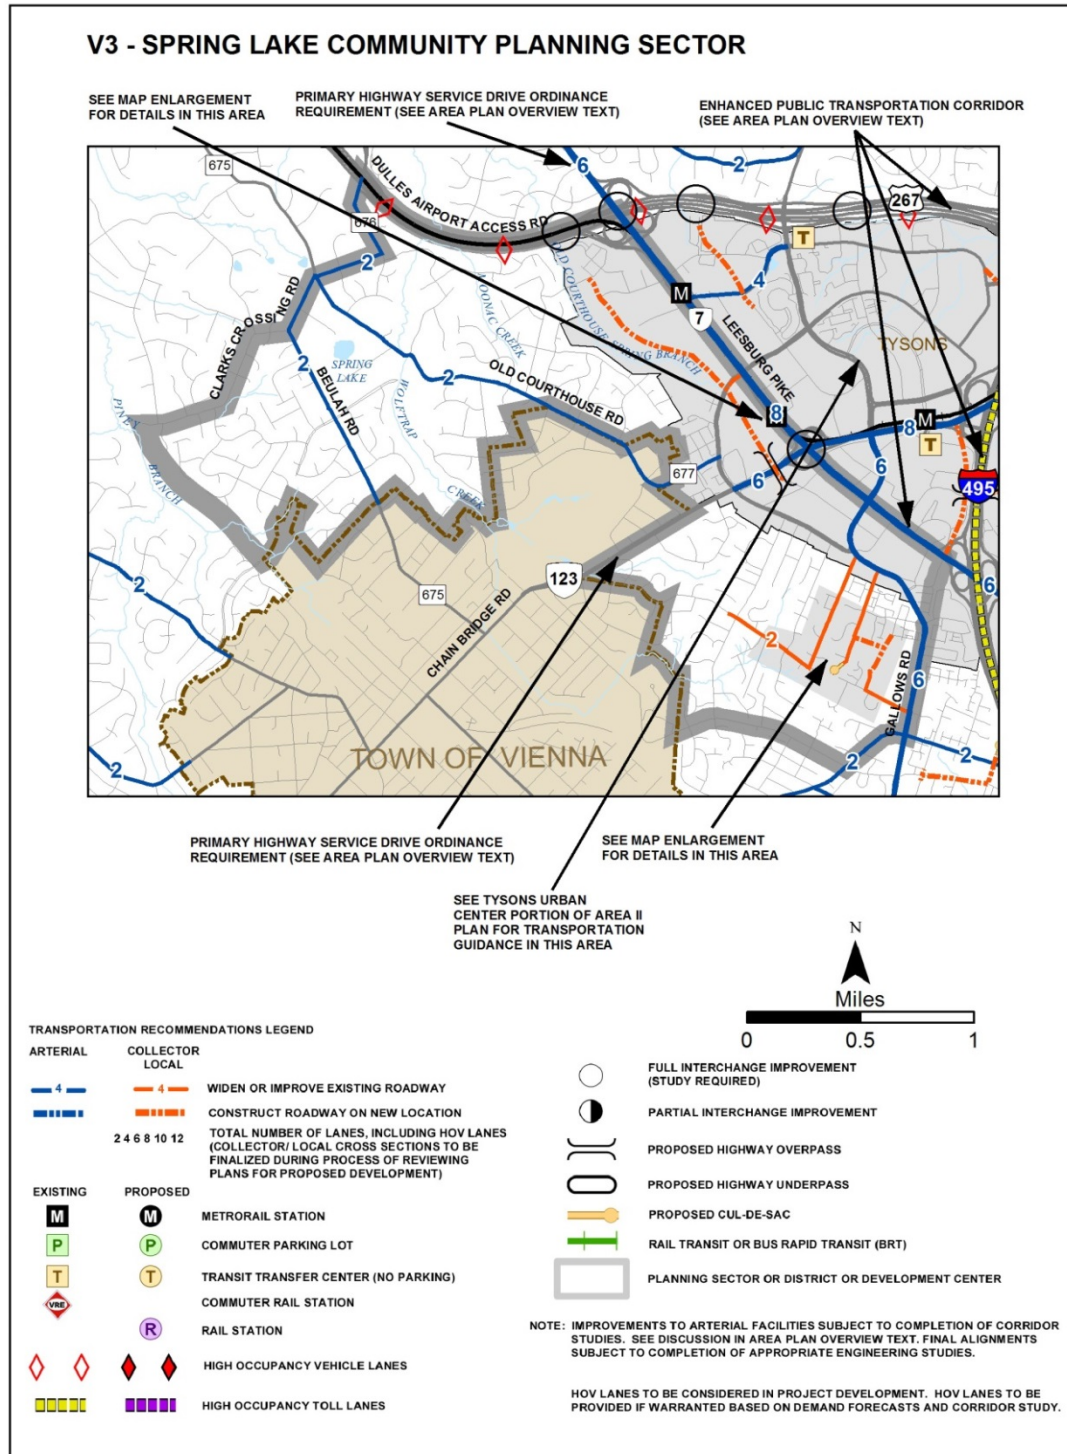 V3 - SPRING LAKE COMMUNITY PLANNING SECTOR
SEE MAP ENLARGEMENT
FOR DETAILS IN THIS AREA
PRIMARY HIGHWAY SERVICE DRIVE ORDINANCE
REQUIREMENT (SEE AREA PLAN OVERVIEW TEXT)
ENHANCED PUBLIC TRANSPORTATION CORRIDOR
(SEE AREA PLAN OVERVIEW TEXT)
675
6
2
267
DULLES AIRPORT ACCESS RD
676
2
T
4
M
7
CLARKS CROSSING RD
MOONAC CREEK
OLD COURTHOUSE SPRING BRANCH
LEESBURG PIKE
TYSONS
SPRING
LAKE
2
BEULAH RD
WOLFTRAP
CREEK
2
OLD COURTHOUSE RD
PINEY
BRANCH
8
M
8
T
677
6
6
495
123
6
2
675
CHAIN BRIDGE RD
2
6
GALLOWS RD
2
2
2
TOWN OF VIENNA
PRIMARY HIGHWAY SERVICE DRIVE ORDINANCE
REQUIREMENT (SEE AREA PLAN OVERVIEW TEXT)
SEE MAP ENLARGEMENT
FOR DETAILS IN THIS AREA
SEE TYSONS URBAN
CENTER PORTION OF AREA II
PLAN FOR TRANSPORTATION
GUIDANCE IN THIS AREA
N
Miles
0 0.5 1
TRANSPORTATION RECOMMENDATIONS LEGEND
ARTERIAL
COLLECTOR
LOCAL
4 4 WIDEN OR IMPROVE EXISTING ROADWAY
CONSTRUCT ROADWAY ON NEW LOCATION
2 4 6 8 10 12 TOTAL NUMBER OF LANES, INCLUDING HOV LANES
(COLLECTOR/ LOCAL CROSS SECTIONS TO BE
FINALIZED DURING PROCESS OF REVIEWING
PLANS FOR PROPOSED DEVELOPMENT)
EXISTING PROPOSED
M M METRORAIL STATION
P P COMMUTER PARKING LOT
T T TRANSIT TRANSFER CENTER (NO PARKING)
VRE COMMUTER RAIL STATION
R RAIL STATION
HIGH OCCUPANCY VEHICLE LANES
HIGH OCCUPANCY TOLL LANES
FULL INTERCHANGE IMPROVEMENT
(STUDY REQUIRED)
PARTIAL INTERCHANGE IMPROVEMENT
PROPOSED HIGHWAY OVERPASS
PROPOSED HIGHWAY UNDERPASS
PROPOSED CUL-DE-SAC
RAIL TRANSIT OR BUS RAPID TRANSIT (BRT)
PLANNING SECTOR OR DISTRICT OR DEVELOPMENT CENTER
NOTE: IMPROVEMENTS TO ARTERIAL FACILITIES SUBJECT TO COMPLETION OF CORRIDOR
STUDIES. SEE DISCUSSION IN AREA PLAN OVERVIEW TEXT. FINAL ALIGNMENTS
SUBJECT TO COMPLETION OF APPROPRIATE ENGINEERING STUDIES.
HOV LANES TO BE CONSIDERED IN PROJECT DEVELOPMENT. HOV LANES TO BE
PROVIDED IF WARRANTED BASED ON DEMAND FORECASTS AND CORRIDOR STUDY.